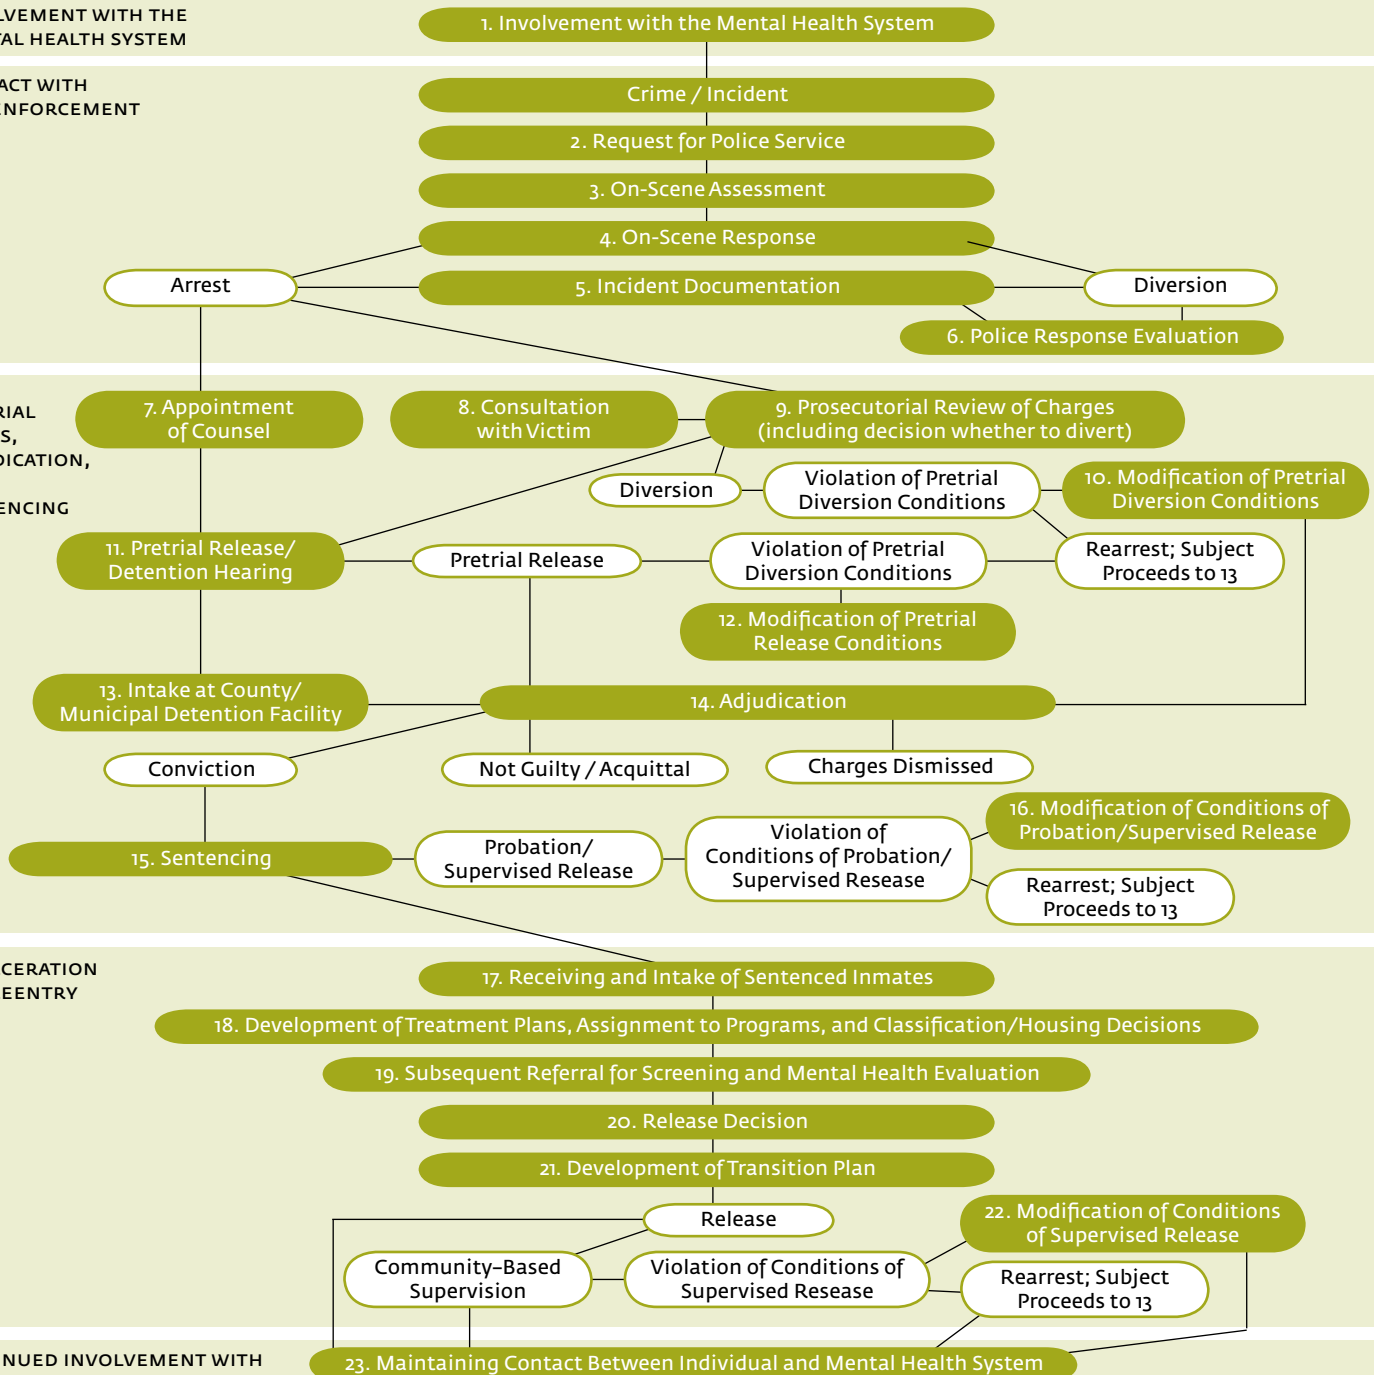 LVEMENT WITH THE
TAL HEALTH SYSTEM
1. Involvement with the Mental Health System
ACT WITH
ENFORCEMENT
Crime / Incident
2. Request for Police Service
3. On-Scene Assessment
4. On-Scene Response
Arrest
5. Incident Documentation
Diversion
6. Police Response Evaluation
RIAL
S,
DICATION,
ENCING
7. Appointment
of Counsel
8. Consultation
with Victim
9. Prosecutorial Review of Charges
(including decision whether to divert)
Diversion
Violation of Pretrial
Diversion Conditions
10. Modification of Pretrial
Diversion Conditions
11. Pretrial Release/
Detention Hearing
Pretrial Release
Violation of Pretrial
Diversion Conditions
Rearrest; Subject
Proceeds to 13
12. Modification of Pretrial
Release Conditions
13. Intake at County/
Municipal Detention Facility
14. Adjudication
Conviction
Not Guilty / Acquittal
Charges Dismissed
15. Sentencing
Probation/
Supervised Release
Violation of
Conditions of Probation/
Supervised Resease
16. Modification of Conditions of
Probation/Supervised Release
Rearrest; Subject
Proceeds to 13
CERATION
EENTRY
17. Receiving and Intake of Sentenced Inmates
18. Development of Treatment Plans, Assignment to Programs, and Classification/Housing Decisions
19. Subsequent Referral for Screening and Mental Health Evaluation
20. Release Decision
21. Development of Transition Plan
Release
22. Modification of Conditions
of Supervised Release
Community–Based
Supervision
Violation of Conditions of
Supervised Resease
Rearrest; Subject
Proceeds to 13
NUED INVOLVEMENT WITH
23. Maintaining Contact Between Individual and Mental Health System